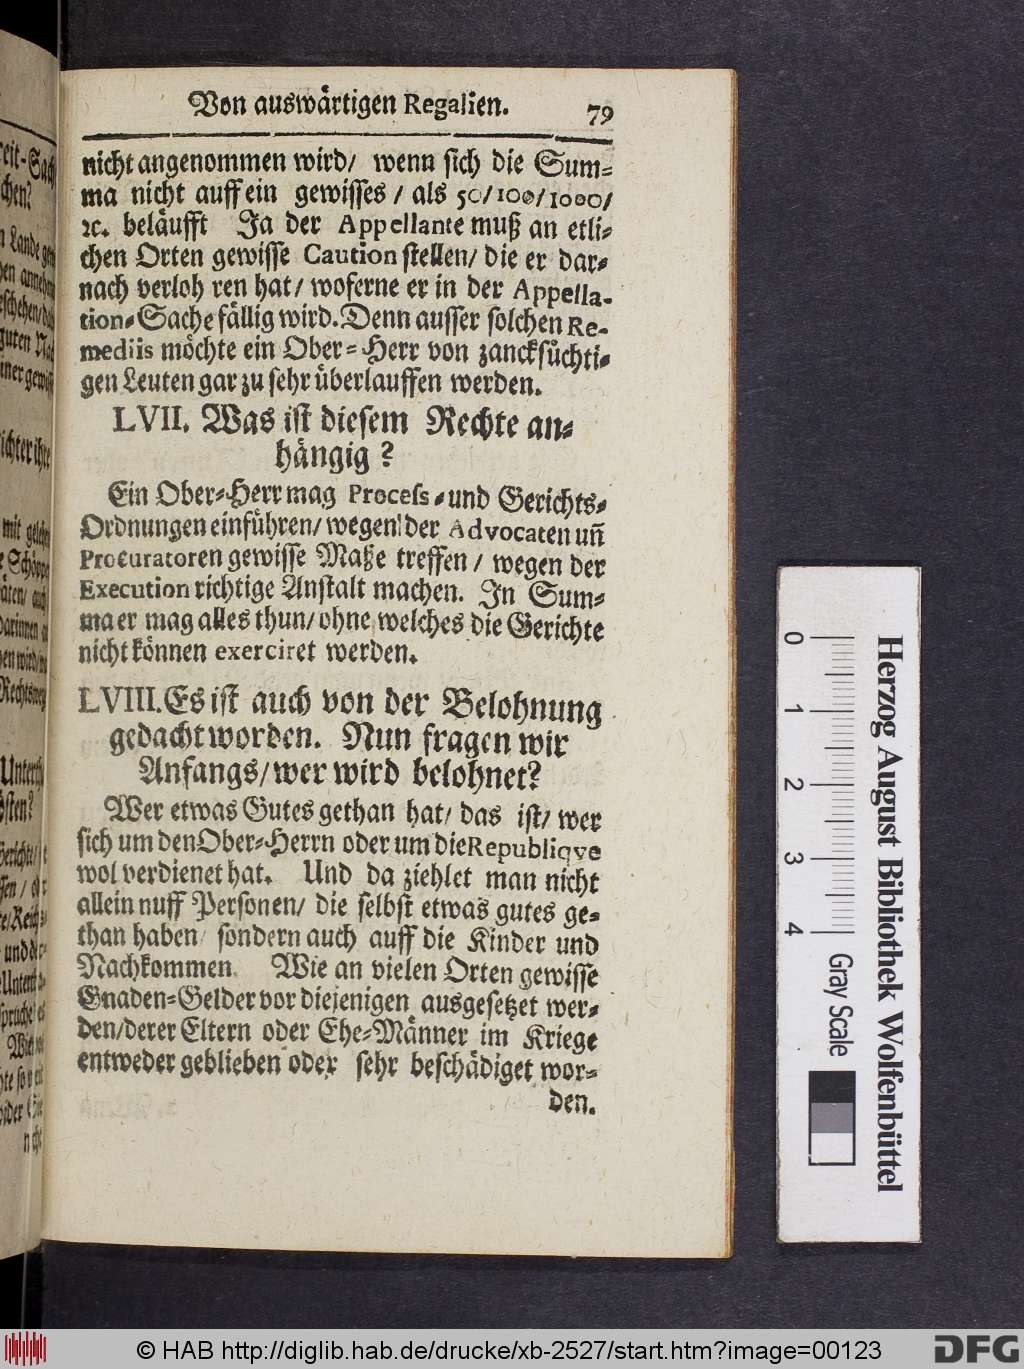 Von auswärtigen Regalien. 79
nicht angenommen wird/ wenn sich die Sum-
ma nicht auff ein gewisses / als 50/100/1000/
ꝛc. beläufft Ja der Appellante muß an etli-
chen Orten gewisse Caution stellen/ die er dar-
nach verloh ren hat/ woferne er in der Appella-
tion-Sache fällig wird. Denn ausser solchen Re-
mediis möchte ein Ober-Herr von zancksüchti-
gen Leuten gar zu sehr überlauffen werden.
LVII. Was ist diesem Rechte an-
hängig ?
Ein Ober-Herr mag Process-und Gerichts-
Ordnungen einführen/ wegen der Advocaten uñ
Procuratoren gewisse Maße treffen / wegen der
Execution richtige Anstalt machen. In Sum-
ma er mag alles thun/ ohne welches die Gerichte
nicht können exerciret werden.
LVIII. Es ist auch von der Belohnung
gedacht worden. Nun fragen wir
Anfangs/ wer wird belohnet?
Wer etwas Gutes gethan hat/ das ist/ wer
sich um den Ober-Herrn oder um die Republiqve
wol verdienet hat. Und da ziehlet man nicht
allein nuff Personen/ die selbst etwas gutes ge-
than haben/ sondern auch auff die Kinder und
Nachkommen. Wie an vielen Orten gewisse
Gnaden-Gelder vor diejenigen ausgesetzet wer-
den/derer Eltern oder Ehe-Männer im Kriege
entweder geblieben oder sehr beschädiget wor-
den.
0 1 2 3 4
Gray Scale
Herzog August Bibliothek Wolfenbüttel
© HAB http://diglib.hab.de/drucke/xb-2527/start.htm?image=00123
DFG